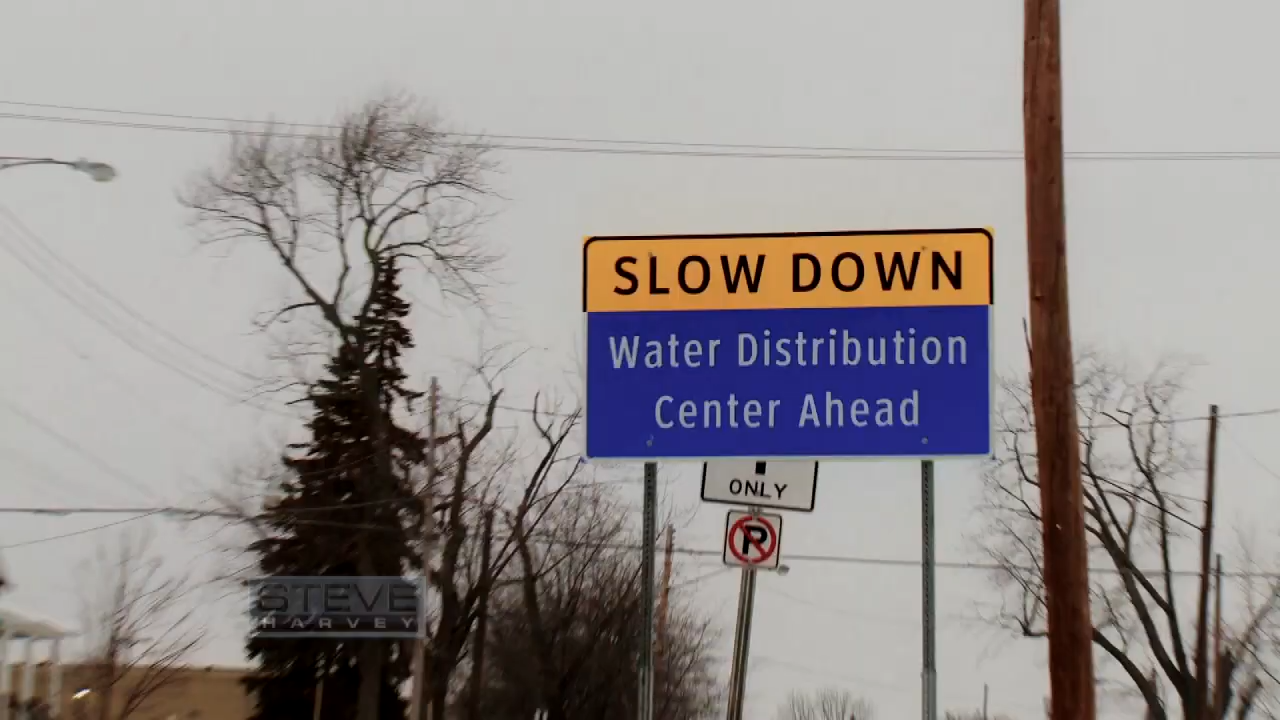 SLOW DOWN
Water Distribution
Center Ahead
ONLY
P
STEVE
HARVEY